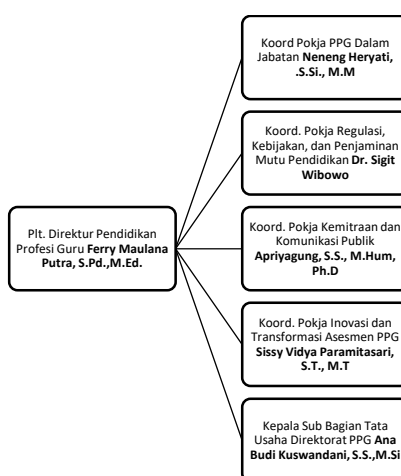 Koord Pokja PPG Dalam
Jabatan Neneng Heryati,
.S.Si., M.M
Koord. Pokja Regulasi,
Kebijakan, dan Penjaminan
Mutu Pendidikan Dr. Sigit
Wibowo
Plt. Direktur Pendidikan
Profesi Guru Ferry Maulana
Putra, S.Pd.,M.Ed.
Koord. Pokja Kemitraan dan
Komunikasi Publik
Apriyagung, S.S., M.Hum,
Ph.D
Koord. Pokja Inovasi dan
Transformasi Asesmen PPG
Sissy Vidya Paramitasari,
S.T., M.T
Kepala Sub Bagian Tata
Usaha Direktorat PPG Ana
Budi Kuswandani, S.S.,M.Si